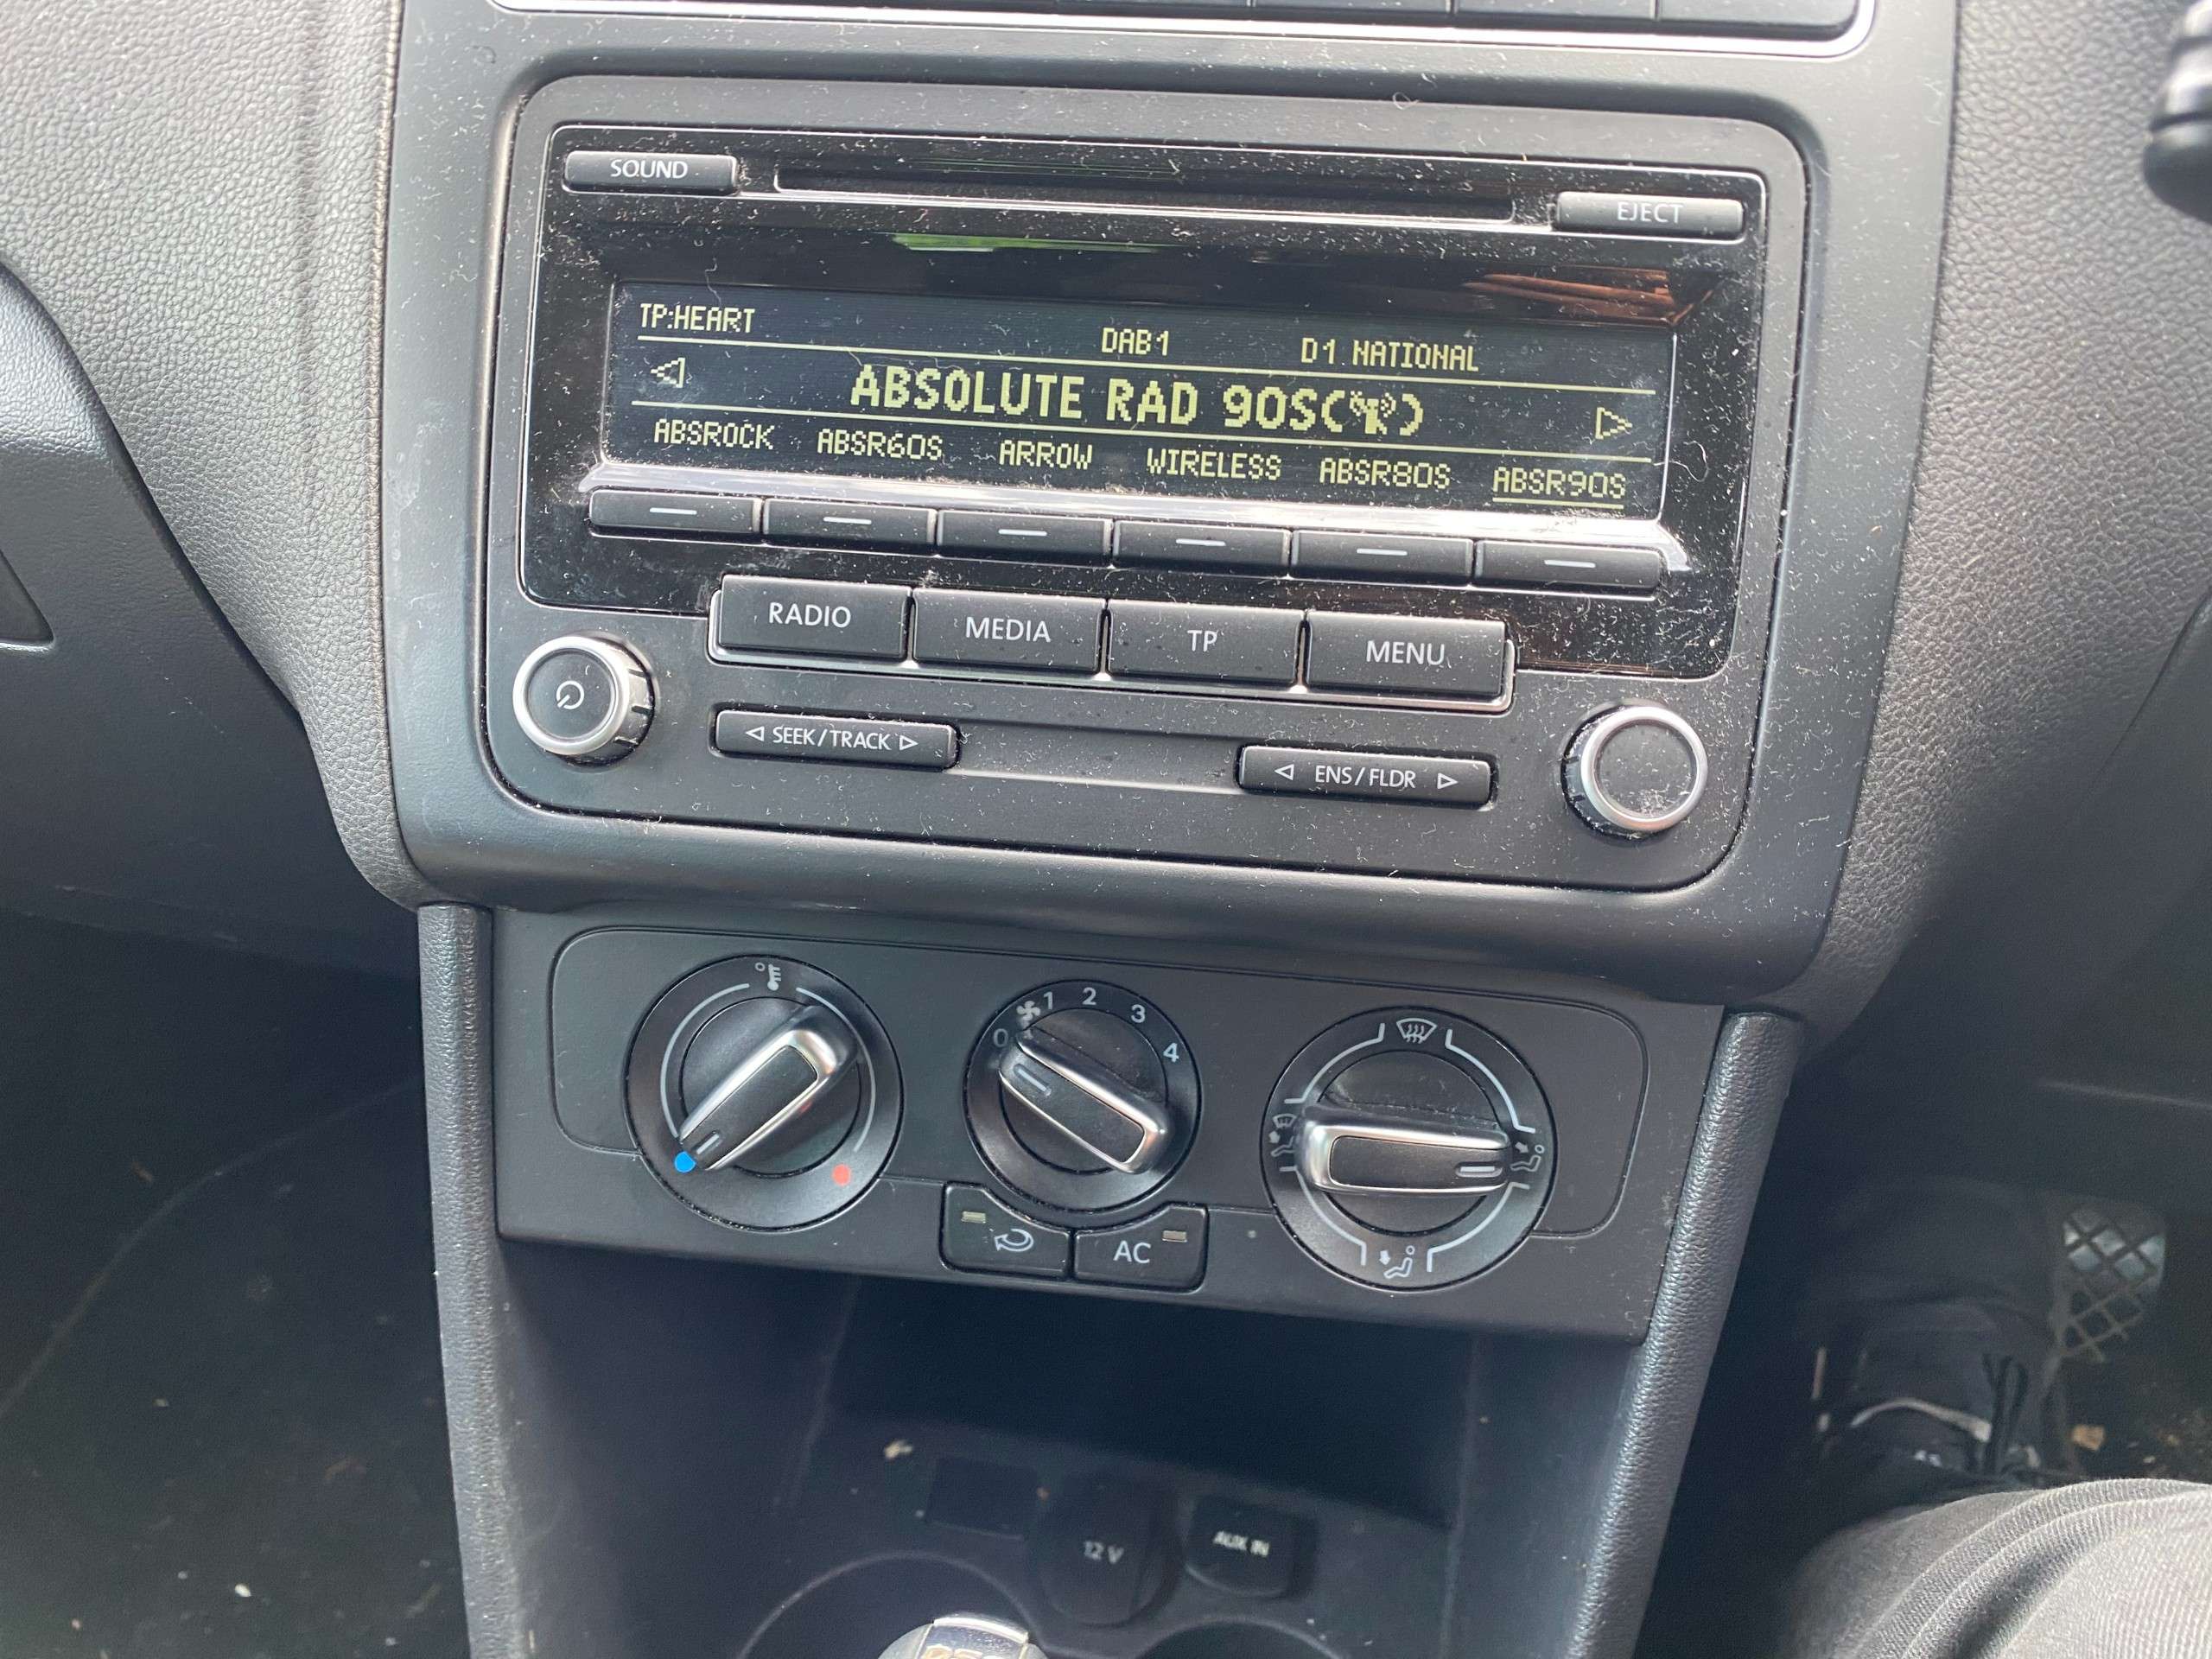 SOUND
EJECT
TP:HEART
DAB1 D1 NATIONAL
ABSOLUTE RAD 90S
ABSROCK ABSR60S ARROW WIRELESS ABSR80S ABSR90S
RADIO MEDIA TP MENU
SEEK/TRACK
ENS/FLDR
0 1 2 3 4
AC
12 V
AUX IN